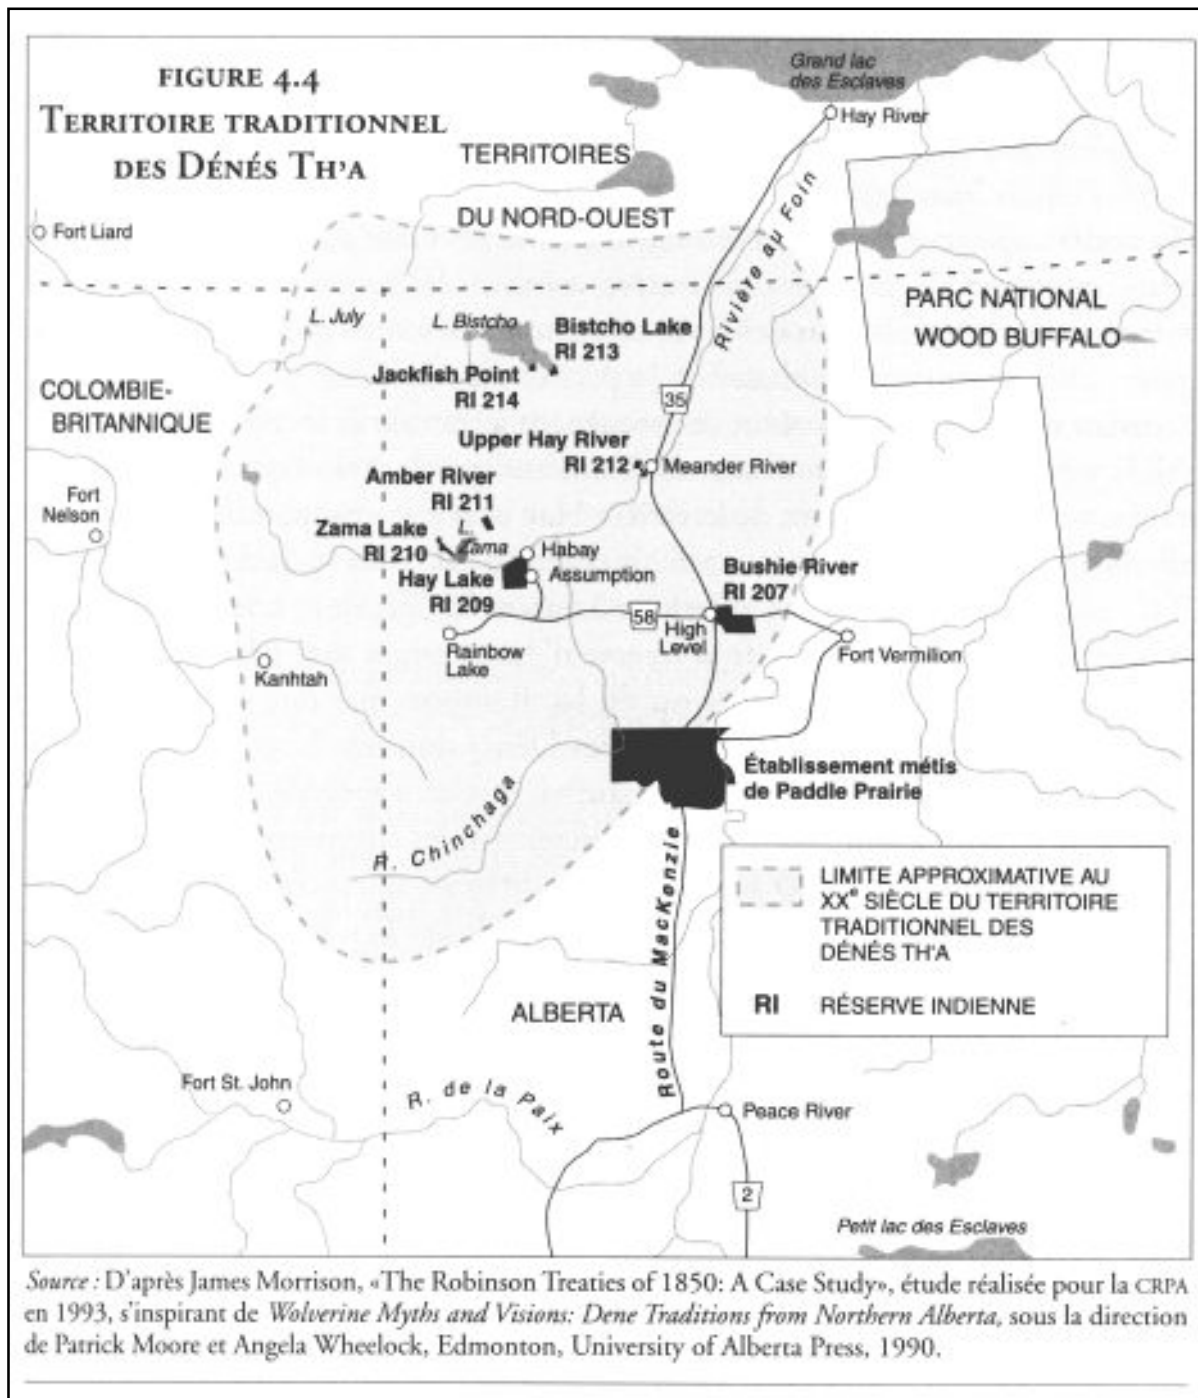 FIGURE 4.4
TERRITOIRE TRADITIONNEL
DES DÉNÉS TH'A
Grand lac
des Esclaves
Hay River
TERRITOIRES
DU NORD-OUEST
Fort Liard
Rivière au Foin
PARC NATIONAL
WOOD BUFFALO
L. July
L. Bistcho
Bistcho Lake
RI 213
Jackfish Point
RI 214
COLOMBIE-
BRITANNIQUE
35
Upper Hay River
RI 212
Meander River
Amber River
RI 211
Fort
Nelson
Zama Lake
RI 210
L.
Zama
Habay
Assumption
Hay Lake
RI 209
Bushie River
RI 207
58
High
Level
Rainbow
Lake
Fort Vermilion
Kanhtah
Établissement métis
de Paddle Prairie
R. Chinchaga
Route du MacKenzie
LIMITE APPROXIMATIVE AU
XXe SIÈCLE DU TERRITOIRE
TRADITIONNEL DES
DÉNÉS TH'A
RI RÉSERVE INDIENNE
ALBERTA
Fort St. John
R. de la Paix
Peace River
2
Petit lac des Esclaves
Source : D'après James Morrison, «The Robinson Treaties of 1850: A Case Study», étude réalisée pour la CRPA
en 1993, s'inspirant de Wolverine Myths and Visions: Dene Traditions from Northern Alberta, sous la direction
de Patrick Moore et Angela Wheelock, Edmonton, University of Alberta Press, 1990.